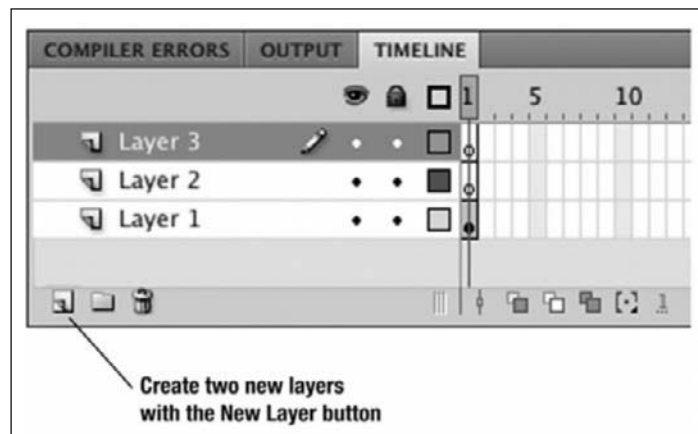 COMPILER ERRORS OUTPUT TIMELINE
1 5 10
Layer 3
Layer 2
Layer 1
1
Create two new layers
with the New Layer button